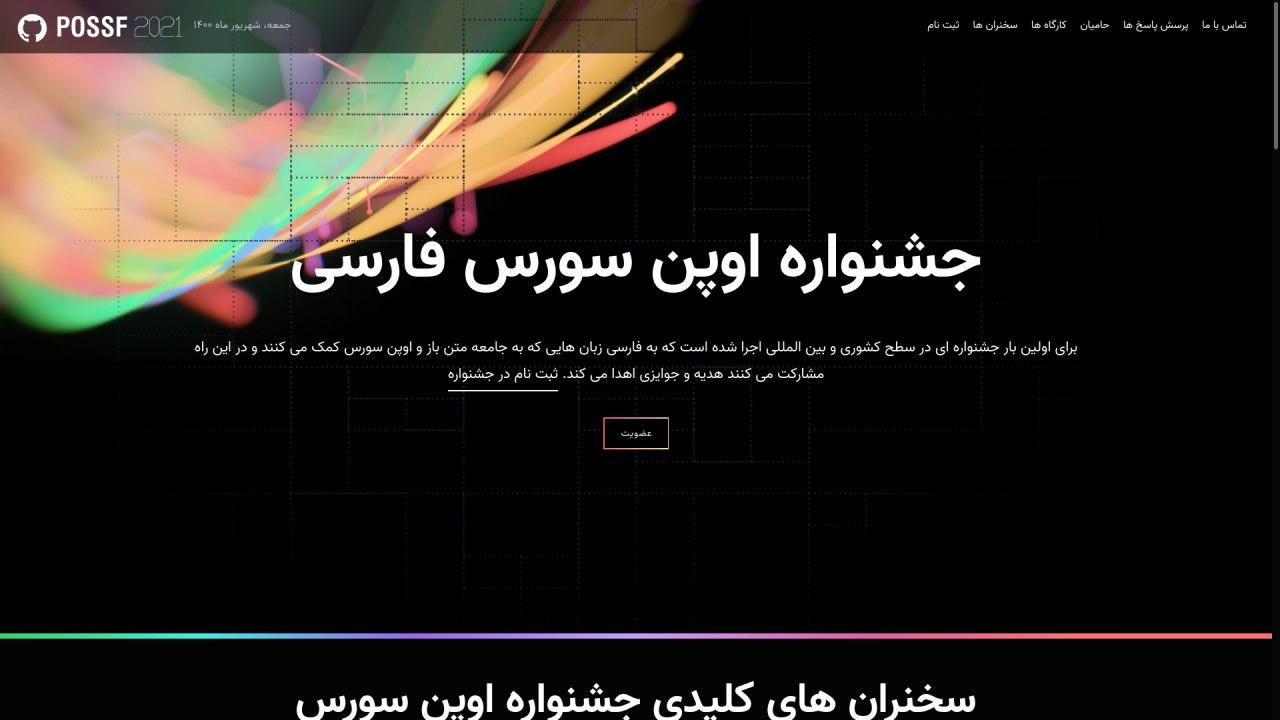 POSSF 2021
جمعه، شهریور ماه ۱۴۰۰
تماس با ما
پرسش پاسخ ها
حامیان
کارگاه ها
سخنران ها
ثبت نام
جشنواره اوپن سورس فارسی
برای اولین بار جشنواره ای در سطح کشوری و بین المللی اجرا شده است که به فارسی زبان هایی که به جامعه متن باز و اوپن سورس کمک می کنند و در این راه
مشارکت می کنند هدیه و جوایزی اهدا می کند. ثبت نام در جشنواره
عضویت
سخنران های کلیدی جشنواره اوپن سورس